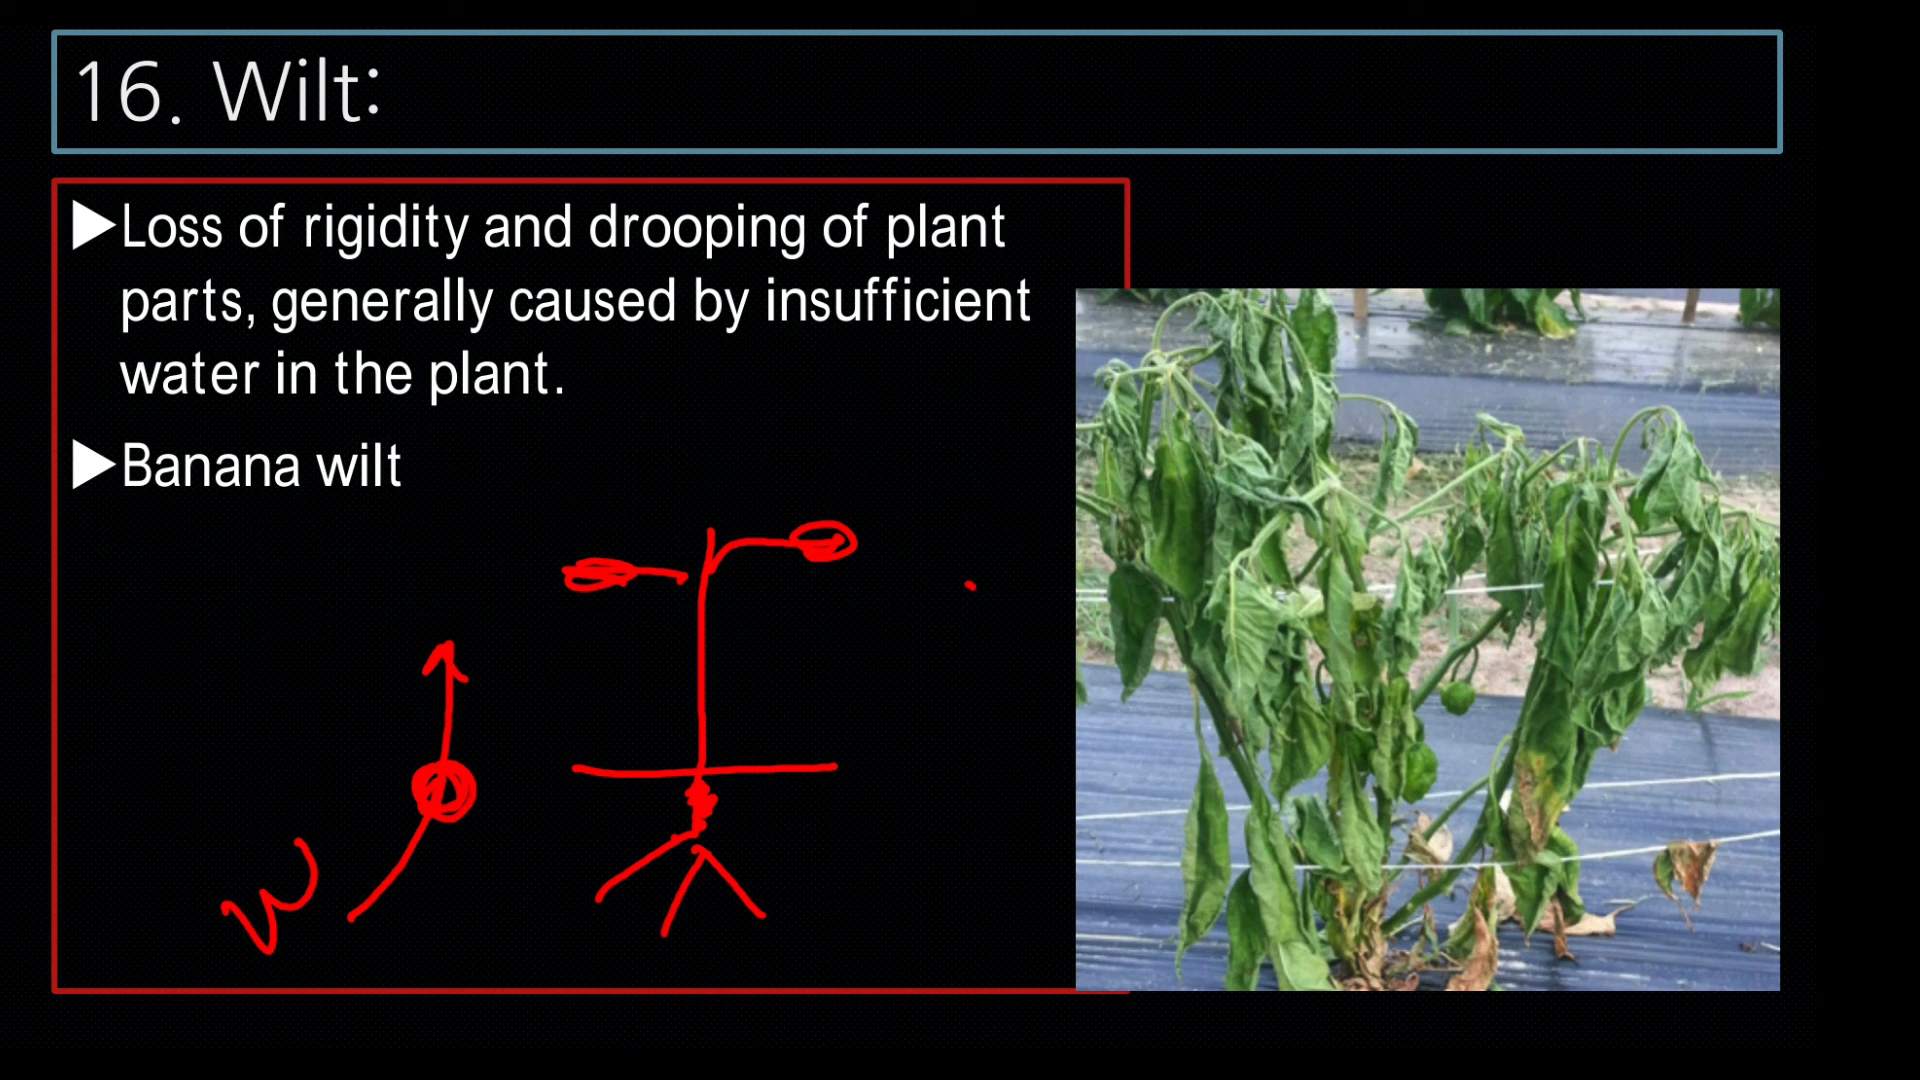 16. Wilt:
▶Loss of rigidity and drooping of plant
parts, generally caused by insufficient
water in the plant.
▶Banana wilt
W